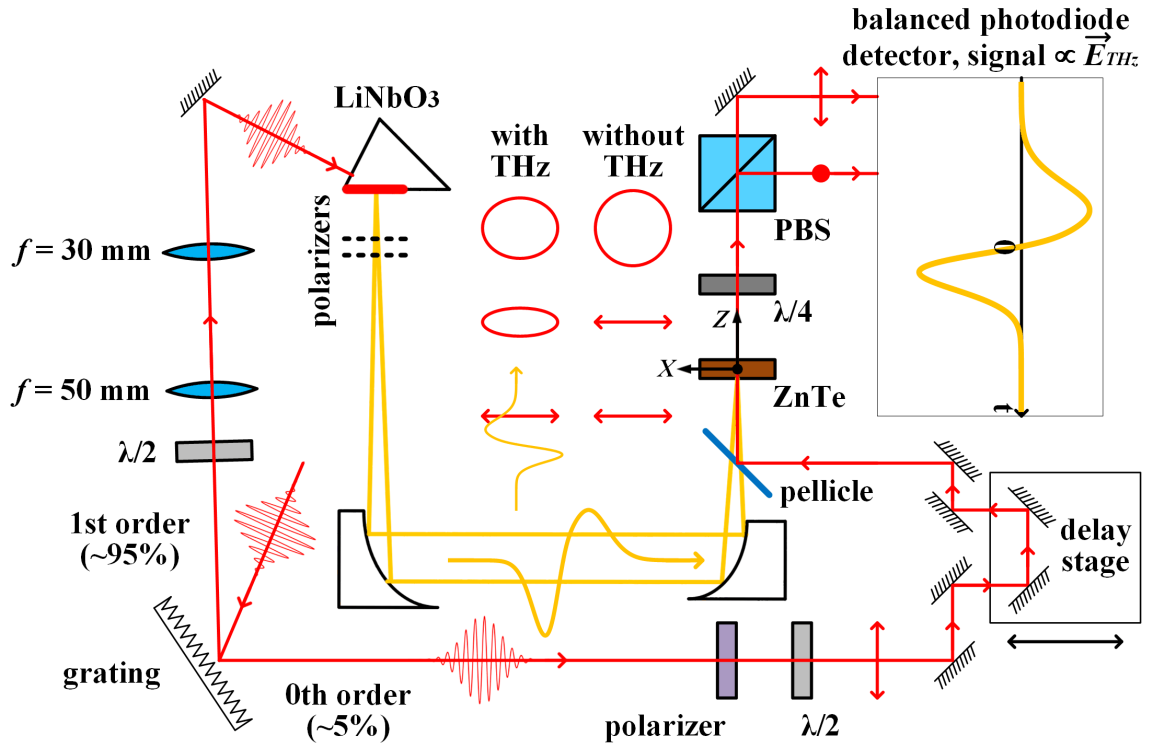 balanced photodiode
detector, signal ∝ E⃗THz
LiNbO3
with
THz
without
THz
polarizers
PBS
f = 30 mm
λ/4
Z
X
ZnTe
0
t
f = 50 mm
λ/2
pellicle
1st order
(~95%)
delay
stage
grating
0th order
(~5%)
polarizer
λ/2